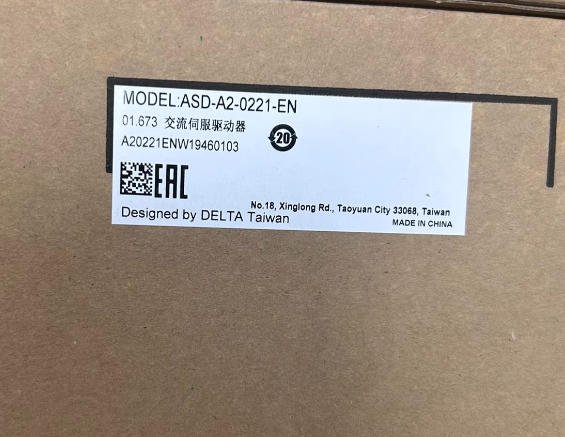 MODEL:ASD-A2-0221-EN
01.673 交流伺服驱动器
A20221ENW19460103
20
EAC
No.18, Xinglong Rd., Taoyuan City 33068, Taiwan
Designed by DELTA Taiwan
MADE IN CHINA